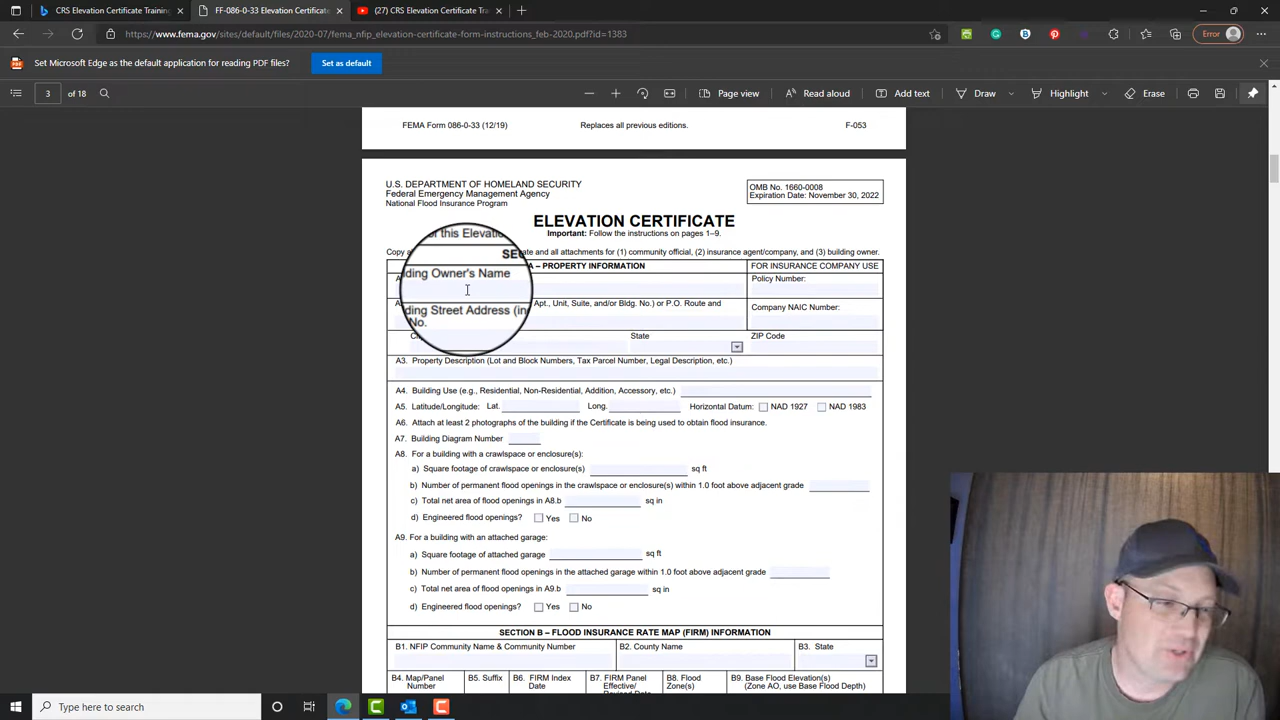 CRS Elevation Certificate Training
FF-086-0-33 Elevation Certificate
(27) CRS Elevation Certificate Tra
https://www.fema.gov/sites/default/files/2020-07/fema_nfip_elevation-certificate-form-instructions_feb-2020.pdf?id=1383
Error
Set Microsoft Edge as the default application for reading PDF files?
Set as default
3 of 18
Page view
Read aloud
Add text
Draw
Highlight
Erase
FEMA Form 086-0-33 (12/19)
Replaces all previous editions.
F-053
U.S. DEPARTMENT OF HOMELAND SECURITY
Federal Emergency Management Agency
National Flood Insurance Program
OMB No. 1660-0008
Expiration Date: November 30, 2022
ELEVATION CERTIFICATE
Important: Follow the instructions on pages 1–9.
Copy
this Elevatio
ate and all attachments for (1) community official, (2) insurance agent/company, and (3) building owner.
SEC
A – PROPERTY INFORMATION
FOR INSURANCE COMPANY USE
ding Owner's Name
Policy Number:
ding Street Address (in
Apt., Unit, Suite, and/or Bldg. No.) or P.O. Route and
No.
Company NAIC Number:
State
ZIP Code
A3. Property Description (Lot and Block Numbers, Tax Parcel Number, Legal Description, etc.)
A4. Building Use (e.g., Residential, Non-Residential, Addition, Accessory, etc.)
A5. Latitude/Longitude: Lat. Long. Horizontal Datum: NAD 1927 NAD 1983
A6. Attach at least 2 photographs of the building if the Certificate is being used to obtain flood insurance.
A7. Building Diagram Number
A8. For a building with a crawlspace or enclosure(s):
a) Square footage of crawlspace or enclosure(s) sq ft
b) Number of permanent flood openings in the crawlspace or enclosure(s) within 1.0 foot above adjacent grade
c) Total net area of flood openings in A8.b sq in
d) Engineered flood openings? Yes No
A9. For a building with an attached garage:
a) Square footage of attached garage sq ft
b) Number of permanent flood openings in the attached garage within 1.0 foot above adjacent grade
c) Total net area of flood openings in A9.b sq in
d) Engineered flood openings? Yes No
SECTION B – FLOOD INSURANCE RATE MAP (FIRM) INFORMATION
B1. NFIP Community Name & Community Number
B2. County Name
B3. State
B4. Map/Panel
Number
B5. Suffix
B6. FIRM Index
Date
B7. FIRM Panel
Effective/
B8. Flood
Zone(s)
B9. Base Flood Elevation(s)
(Zone AO, use Base Flood Depth)
Type here to search